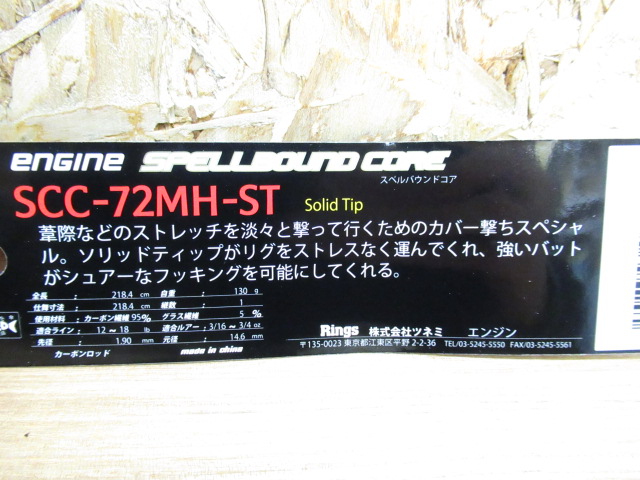 engine SPELLBOUND CORE
スペルバウンドコア
SCC-72MH-ST Solid Tip
葦際などのストレッチを淡々と撃って行くためのカバー撃ちスペシャ
ル。ソリッドティップがリグをストレスなく運んでくれ、強いバット
がシュアーなフッキングを可能にしてくれる。
全長 218.4 cm 自重 130 g
仕舞寸法 218.4 cm 継数 1
使用材料 カーボン繊維 95% グラス繊維 5 %
適合ライン 12 ~ 18 lb 適合ルアー 3/16 ~ 3/4 oz
先径 1.90 mm 元径 14.6 mm
カーボンロッド made in china
Rings 株式会社ツネミ エンジン
〒135-0023 東京都江東区平野 2-2-36 TEL/03-5245-5550 FAX/03-5245-5561